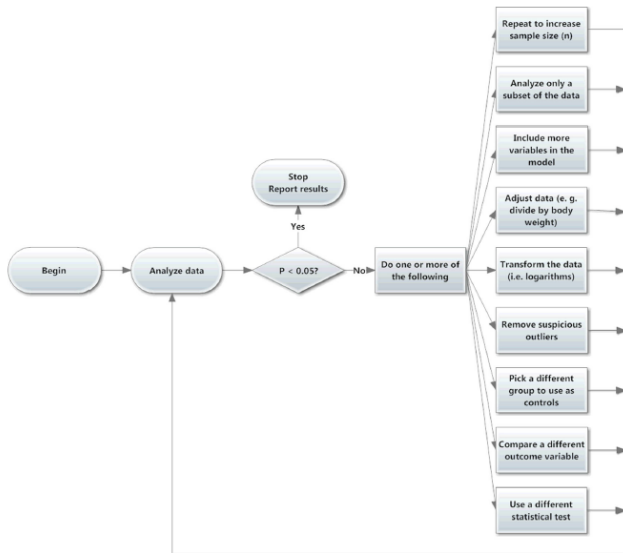 Repeat to increase
sample size (n)
Analyze only a
subset of the data
Include more
variables in the
model
Stop
Report results
Adjust data (e. g.
divide by body
weight)
Yes
Begin
Analyze data
P < 0.05?
No
Do one or more of
the following
Transform the data
(i.e. logarithms)
Remove suspicious
outliers
Pick a different
group to use as
controls
Compare a different
outcome variable
Use a different
statistical test